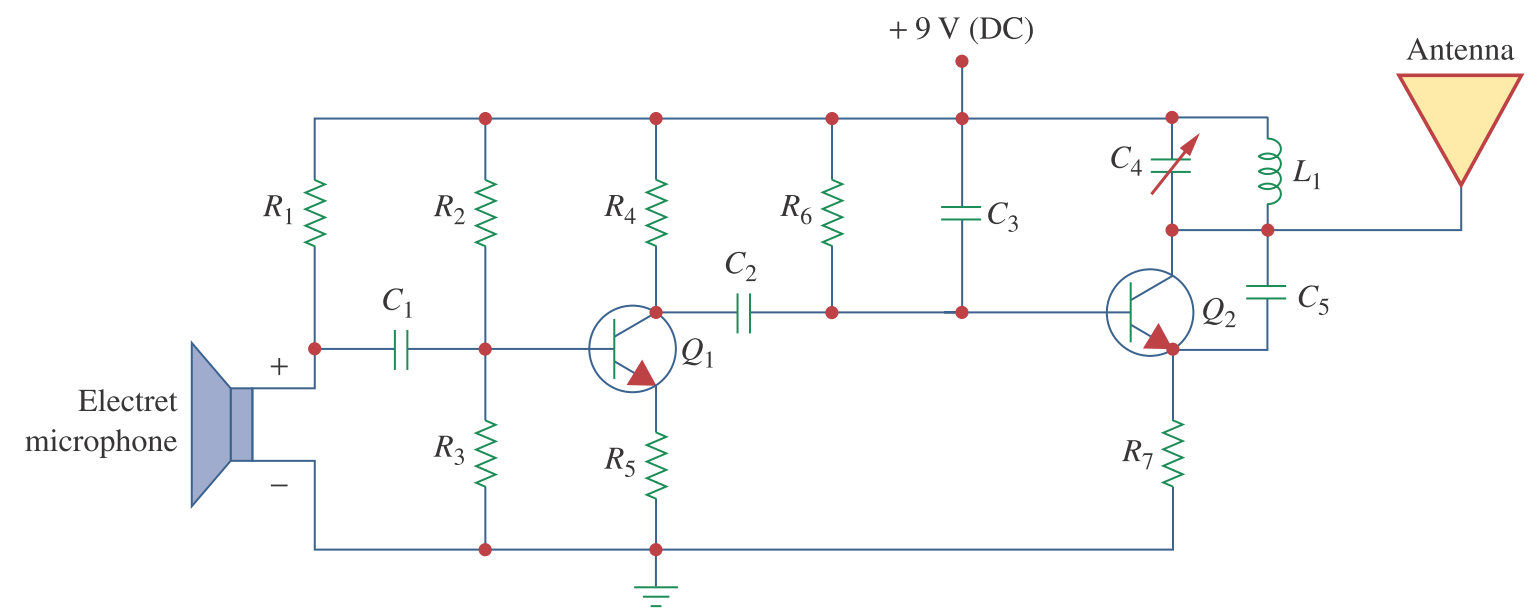 + 9 V (DC)
Antenna
C4
L1
R1
R2
R4
R6
C3
C2
C1
C5
Q2
Q1
+
Electret
microphone
R3
R5
R7
−